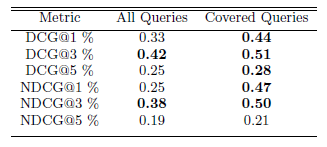 Metric All Queries Covered Queries
DCG@1 % 0.33 0.44
DCG@3 % 0.42 0.51
DCG@5 % 0.25 0.28
NDCG@1 % 0.25 0.47
NDCG@3 % 0.38 0.50
NDCG@5 % 0.19 0.21